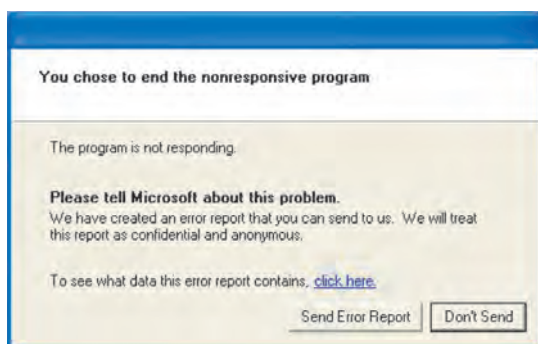 You chose to end the nonresponsive program
The program is not responding.
Please tell Microsoft about this problem.
We have created an error report that you can send to us. We will treat
this report as confidential and anonymous.
To see what data this error report contains, click here.
Send Error Report Don't Send